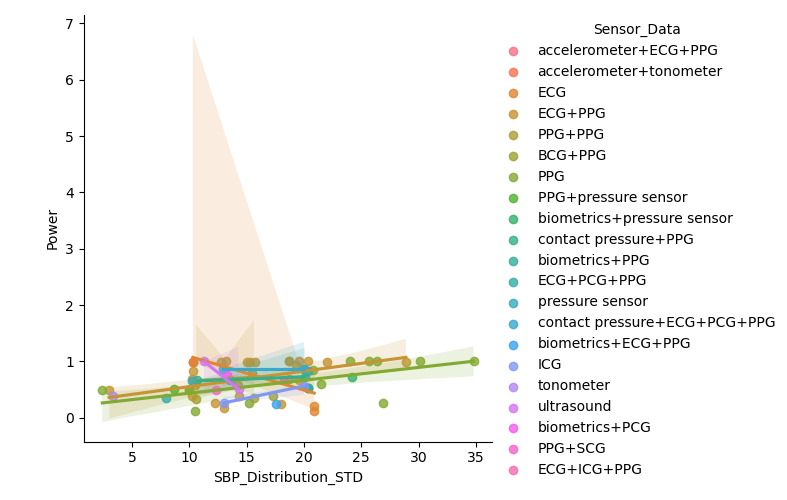 7
6
5
4
3
2
1
0
Power
5
10
15
20
25
30
35
SBP_Distribution_STD
Sensor_Data
accelerometer+ECG+PPG
accelerometer+tonometer
ECG
ECG+PPG
PPG+PPG
BCG+PPG
PPG
PPG+pressure sensor
biometrics+pressure sensor
contact pressure+PPG
biometrics+PPG
ECG+PCG+PPG
pressure sensor
contact pressure+ECG+PCG+PPG
biometrics+ECG+PPG
ICG
tonometer
ultrasound
biometrics+PCG
PPG+SCG
ECG+ICG+PPG